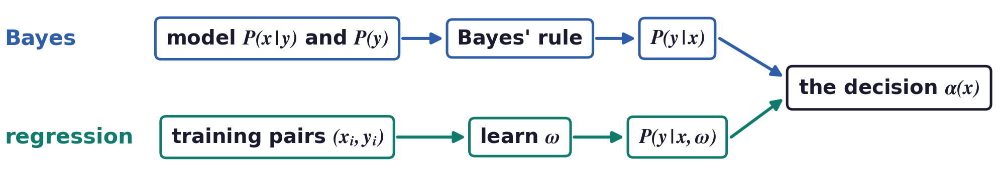 Bayes model P(x|y) and P(y) Bayes' rule P(y|x)
the decision α(x)
regression training pairs (xᵢ, yᵢ) learn ω P(y|x, ω)